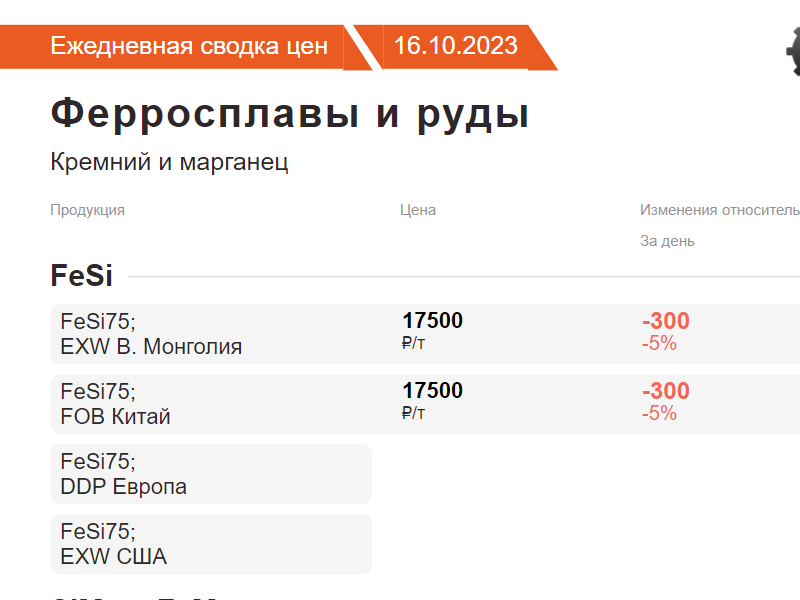 Ежедневная сводка цен 16.10.2023
Ферросплавы и руды
Кремний и марганец
Продукция Цена Изменения относитель
За день
FeSi
FeSi75; 17500 -300
EXW В. Монголия ₽/т -5%
FeSi75; 17500 -300
FOB Китай ₽/т -5%
FeSi75;
DDP Европа
FeSi75;
EXW США